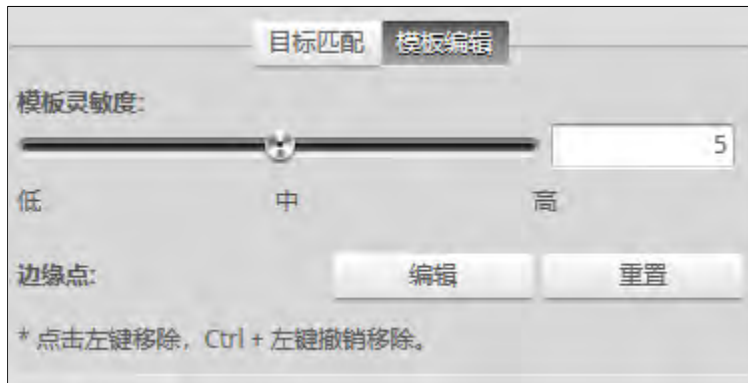 目标匹配 模板编辑
模板灵敏度:
5
低 中 高
边缘点: 编辑 重置
* 点击左键移除，Ctrl + 左键撤销移除。